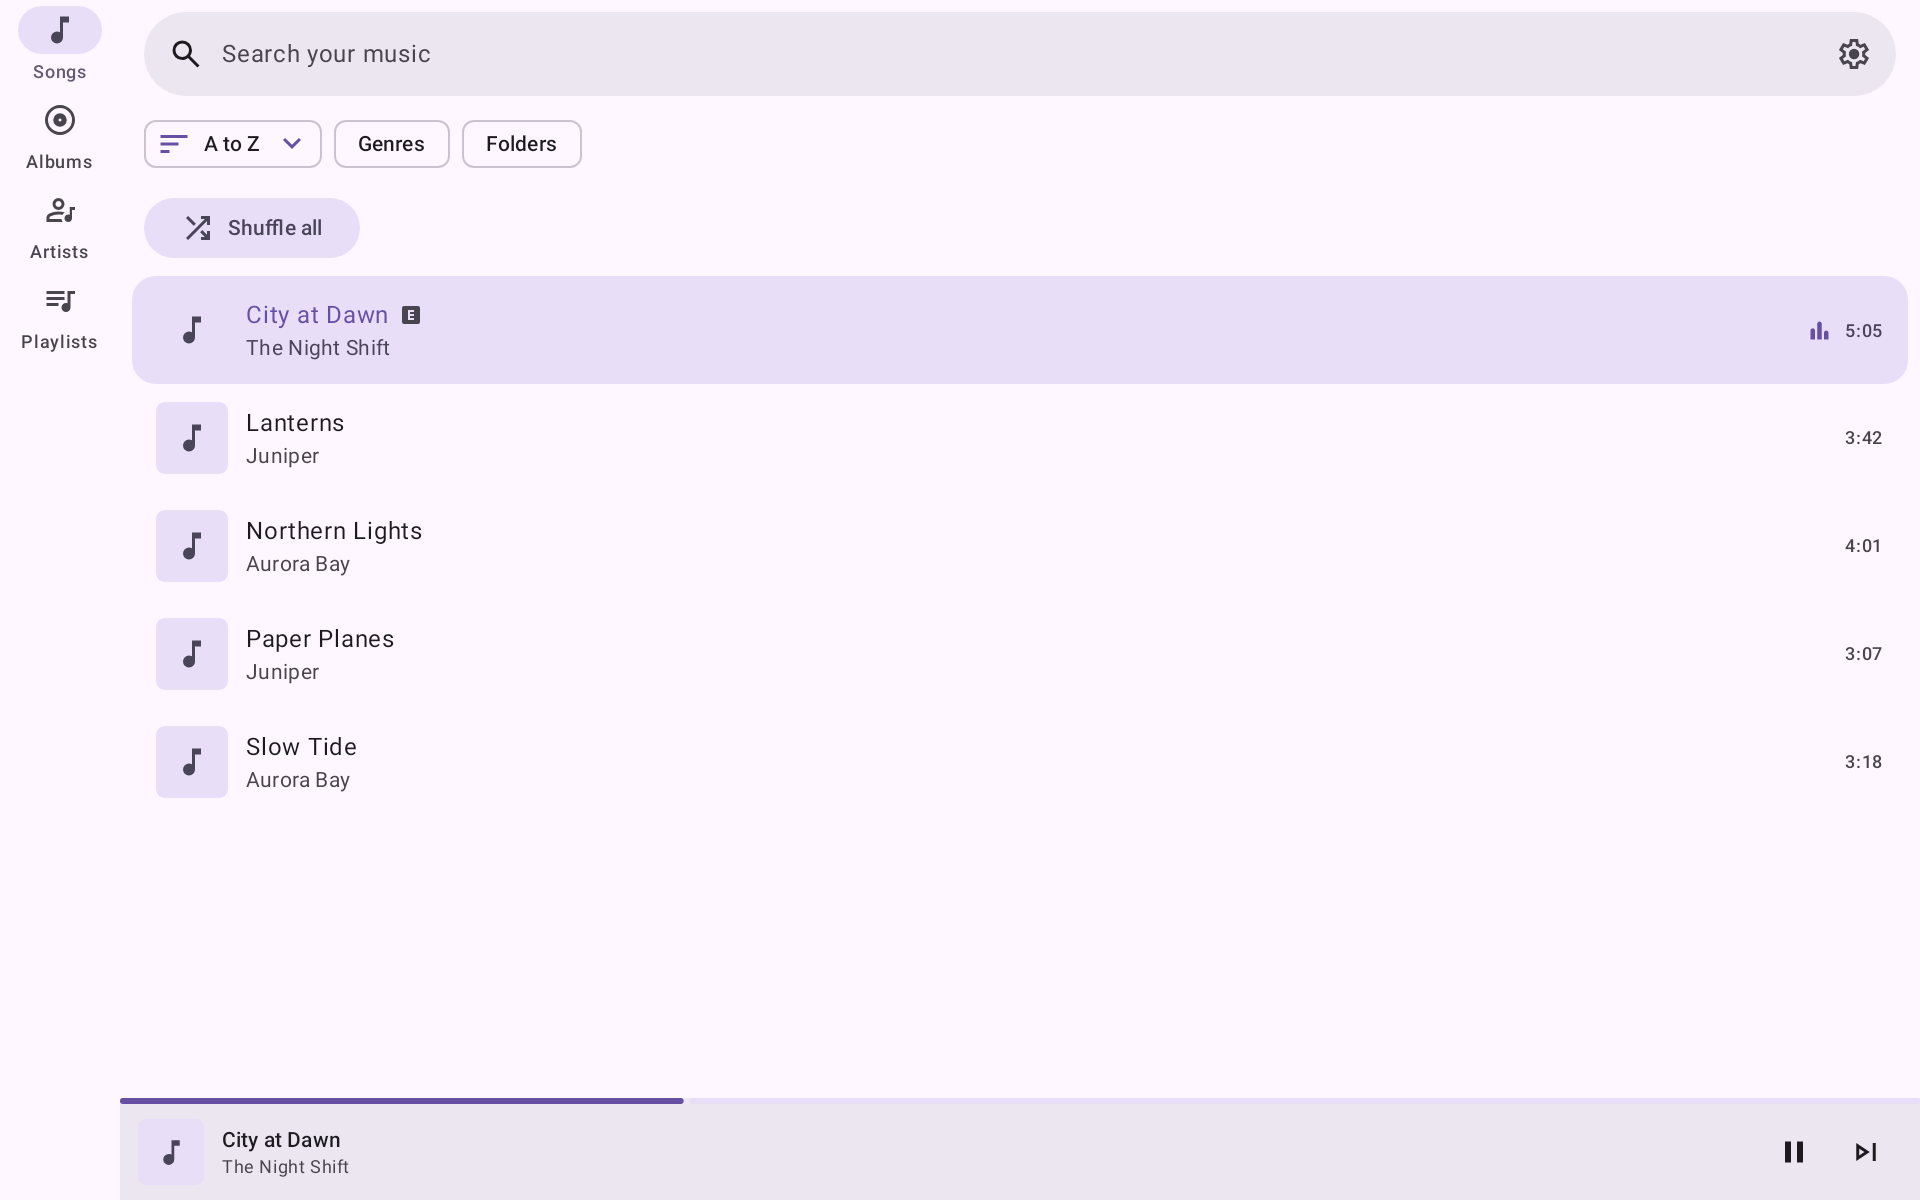 Songs
Albums
Artists
Playlists
Search your music
A to Z
Genres
Folders
Shuffle all
City at Dawn E
The Night Shift
5:05
Lanterns
Juniper
3:42
Northern Lights
Aurora Bay
4:01
Paper Planes
Juniper
3:07
Slow Tide
Aurora Bay
3:18
City at Dawn
The Night Shift